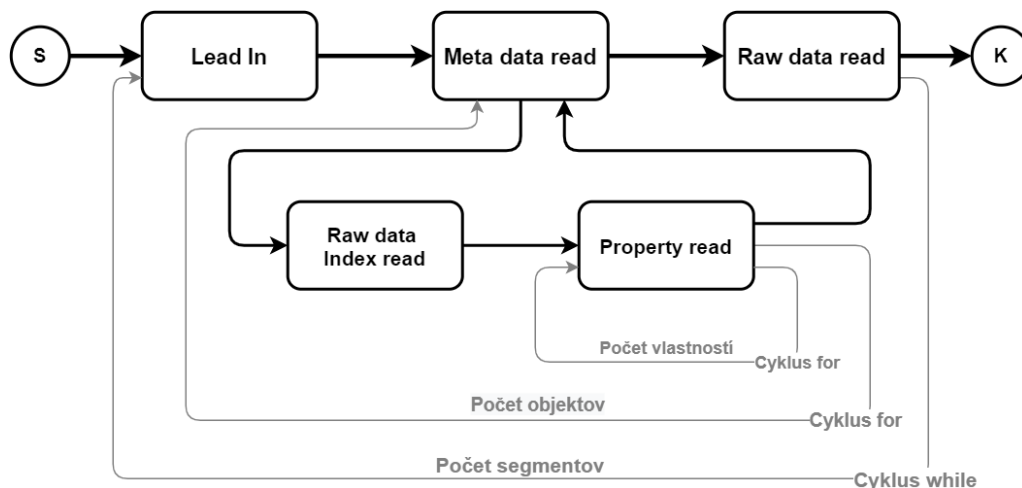 S
Lead In
Meta data read
Raw data read
K
Raw data
Index read
Property read
Počet vlastností
Cyklus for
Počet objektov
Cyklus for
Počet segmentov
Cyklus while